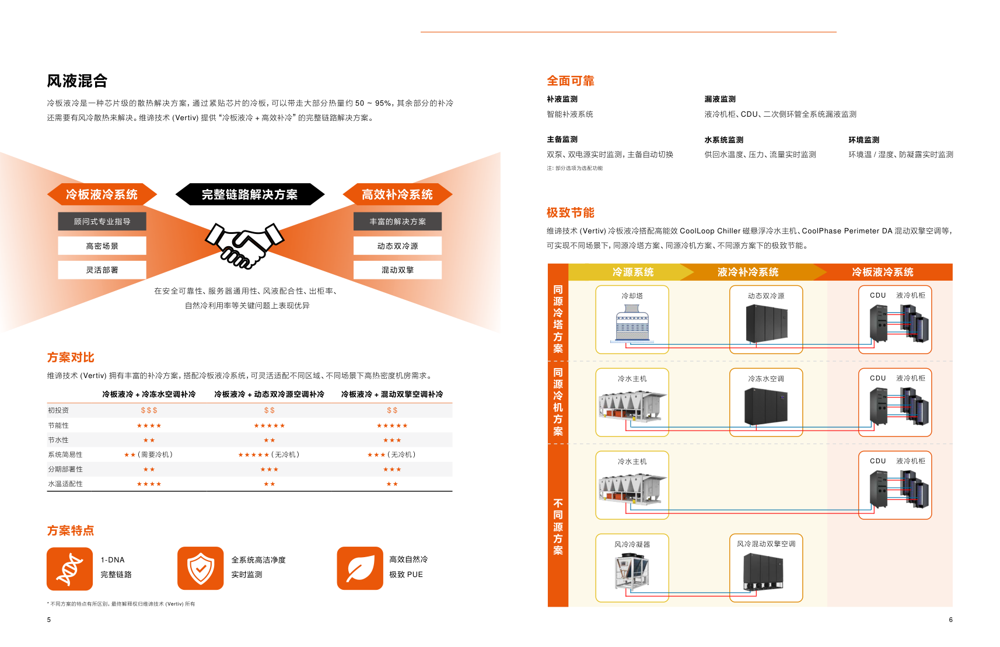 风液混合
冷板液冷是一种芯片级的散热解决方案，通过紧贴芯片的冷板，可以带走大部分热量约 50 ~ 95%，其余部分的补冷
还需要有风冷散热来解决。维谛技术 (Vertiv) 提供 “冷板液冷 + 高效补冷” 的完整链路解决方案。
冷板液冷系统
完整链路解决方案
高效补冷系统
顾问式专业指导
高密场景
灵活部署
丰富的解决方案
动态双冷源
混动双擎
在安全可靠性、服务器通用性、风液配合性、出柜率、
自然冷利用率等关键问题上表现优异
方案对比
维谛技术 (Vertiv) 拥有丰富的补冷方案，搭配冷板液冷系统，可灵活适配不同区域、不同场景下高热密度机房需求。
冷板液冷 + 冷冻水空调补冷 冷板液冷 + 动态双冷源空调补冷 冷板液冷 + 混动双擎空调补冷
初投资 $$$ $$ $$
节能性 ★★★★ ★★★★★ ★★★★★
节水性 ★★ ★★ ★★★
系统简易性 ★★（需要冷机） ★★★★★（无冷机） ★★★（无冷机）
分期部署性 ★★ ★★★ ★★★
水温适配性 ★★★★ ★★ ★★
方案特点
1-DNA
完整链路
全系统高洁净度
实时监测
高效自然冷
极致 PUE
* 不同方案的特点有所区别，最终解释权归维谛技术 (Vertiv) 所有
5
全面可靠
补液监测
智能补液系统
漏液监测
液冷机柜、CDU、二次侧环管全系统漏液监测
主备监测
双泵、双电源实时监测，主备自动切换
水系统监测
供回水温度、压力、流量实时监测
环境监测
环境温 / 湿度、防凝露实时监测
注：部分选项为选配功能
极致节能
维谛技术 (Vertiv) 冷板液冷搭配高能效 CoolLoop Chiller 磁悬浮冷水主机、CoolPhase Perimeter DA 混动双擎空调等，
可实现不同场景下，同源冷塔方案、同源冷机方案、不同源方案下的极致节能。
冷源系统 液冷补冷系统 冷板液冷系统
同源冷塔方案
冷却塔 动态双冷源 CDU 液冷机柜
同源冷机方案
冷水主机 冷冻水空调 CDU 液冷机柜
不同源方案
冷水主机 CDU 液冷机柜
风冷冷凝器 风冷混动双擎空调
6